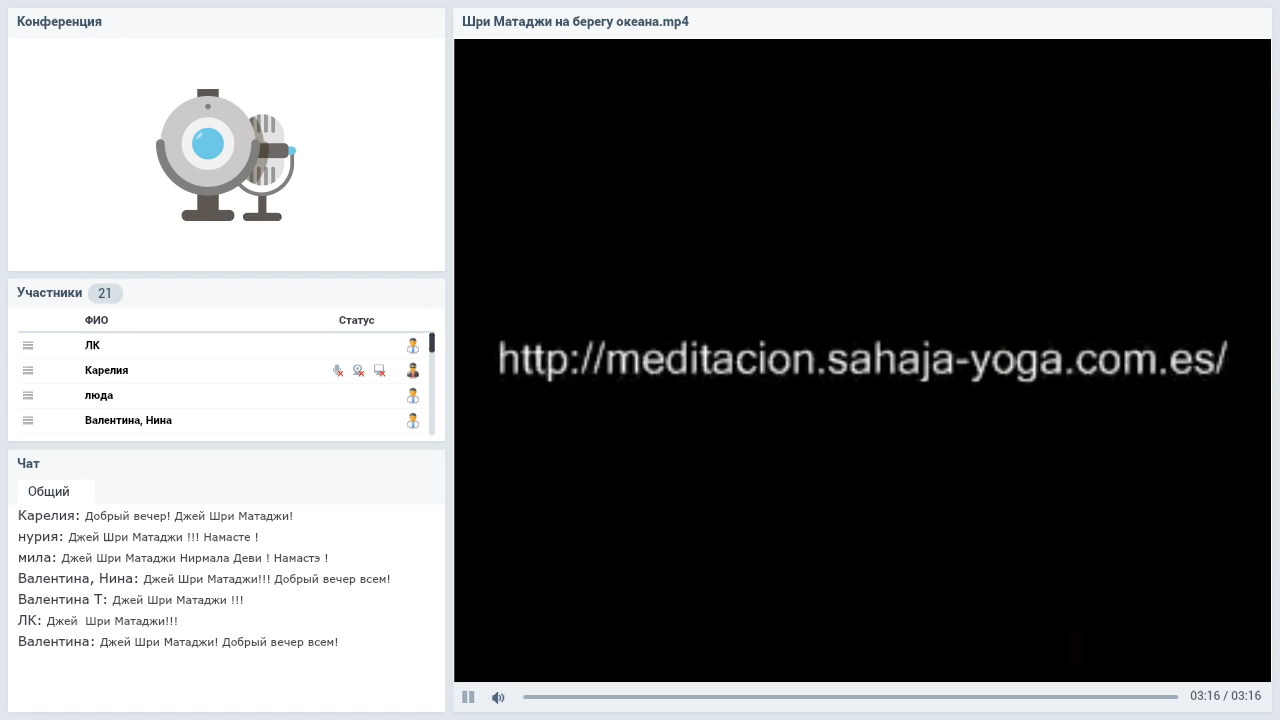 Конференция
Участники 21
ФИО Статус
ЛК
Карелия
люда
Валентина, Нина
Чат
Общий
Карелия: Добрый вечер! Джей Шри Матаджи!
нурия: Джей Шри Матаджи !!! Намасте !
мила: Джей Шри Матаджи Нирмала Деви ! Намастэ !
Валентина, Нина: Джей Шри Матаджи!!! Добрый вечер всем!
Валентина Т: Джей Шри Матаджи !!!
ЛК: Джей  Шри Матаджи!!!
Валентина: Джей Шри Матаджи! Добрый вечер всем!
Шри Матаджи на берегу океана.mp4
http://meditacion.sahaja-yoga.com.es/
03:16 / 03:16